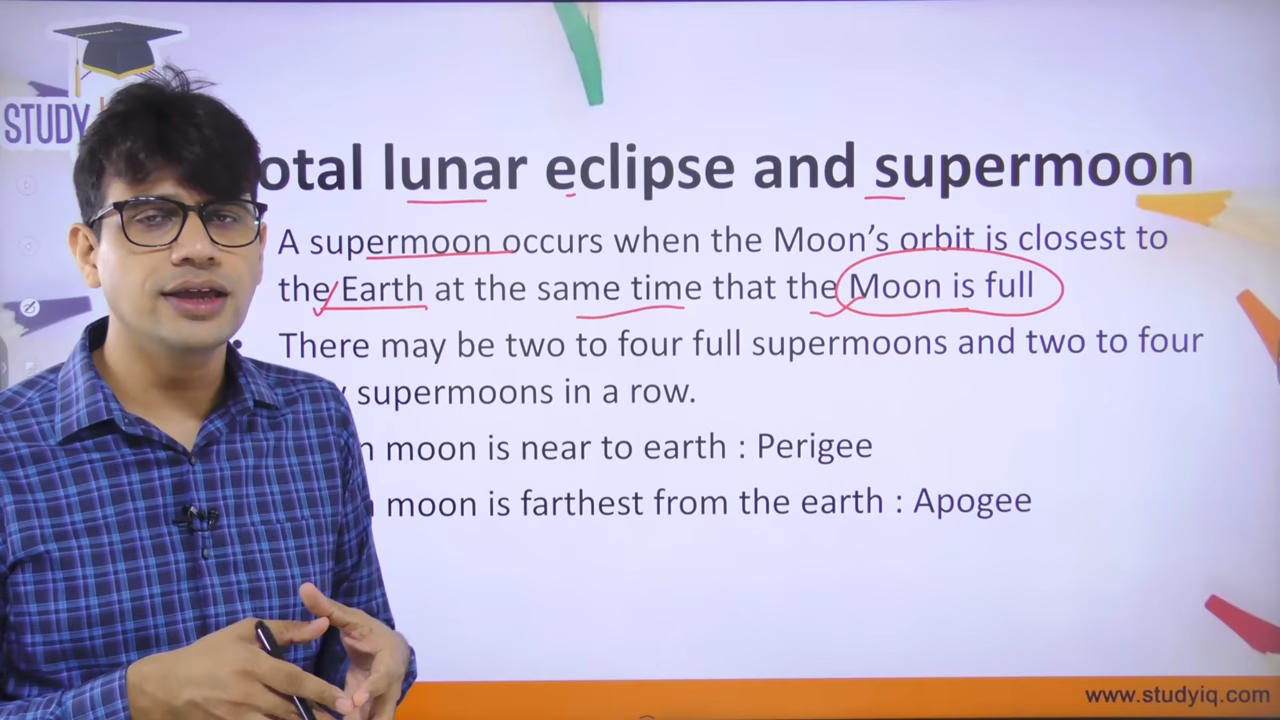 STUDY
otal lunar eclipse and supermoon
A supermoon occurs when the Moon's orbit is closest to
the Earth at the same time that the Moon is full
There may be two to four full supermoons and two to four
supermoons in a row.
moon is near to earth : Perigee
moon is farthest from the earth : Apogee
www.studyiq.com